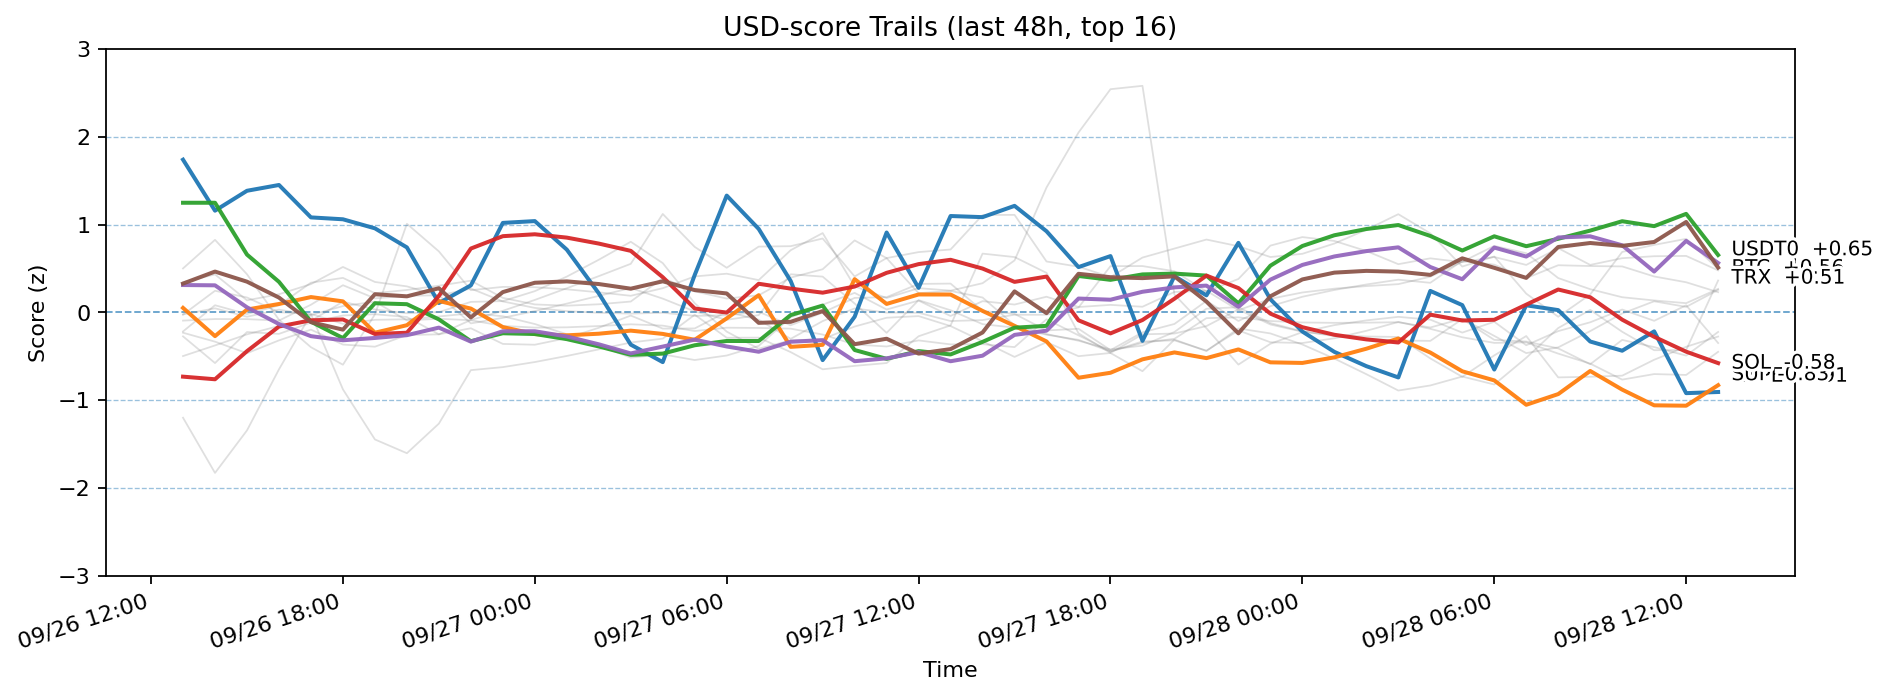 USD-score Trails (last 48h, top 16)
3
2
1
0
−1
−2
−3
Score (z)
USDT0 +0.65
TRX +0.51
SOL -0.58
09/26 12:00
09/26 18:00
09/27 00:00
09/27 06:00
09/27 12:00
09/27 18:00
09/28 00:00
09/28 06:00
09/28 12:00
Time